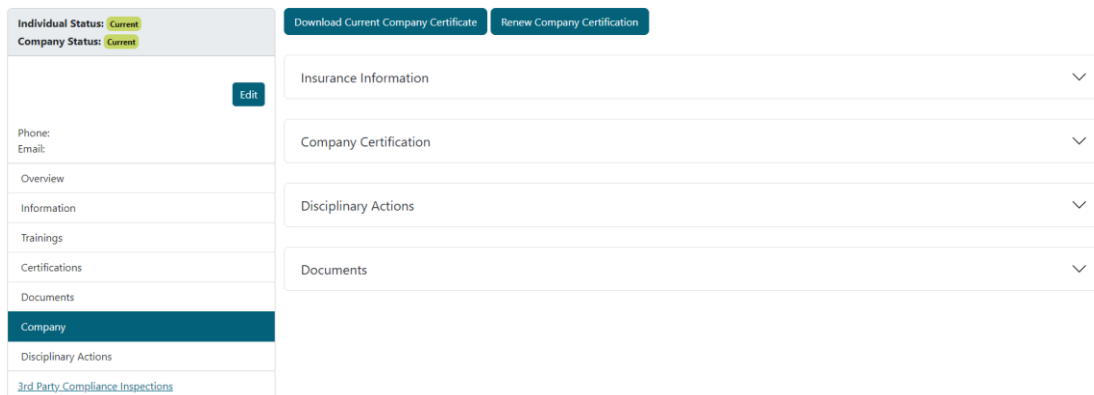 Individual Status: Current
Company Status: Current
Edit
Phone:
Email:
Overview
Information
Trainings
Certifications
Documents
Company
Disciplinary Actions
3rd Party Compliance Inspections
Download Current Company Certificate
Renew Company Certification
Insurance Information
Company Certification
Disciplinary Actions
Documents